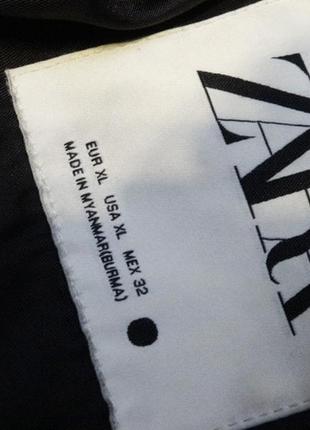 ZARA
EUR XL USA XL MEX 32
MADE IN MYANMAR(BURMA)